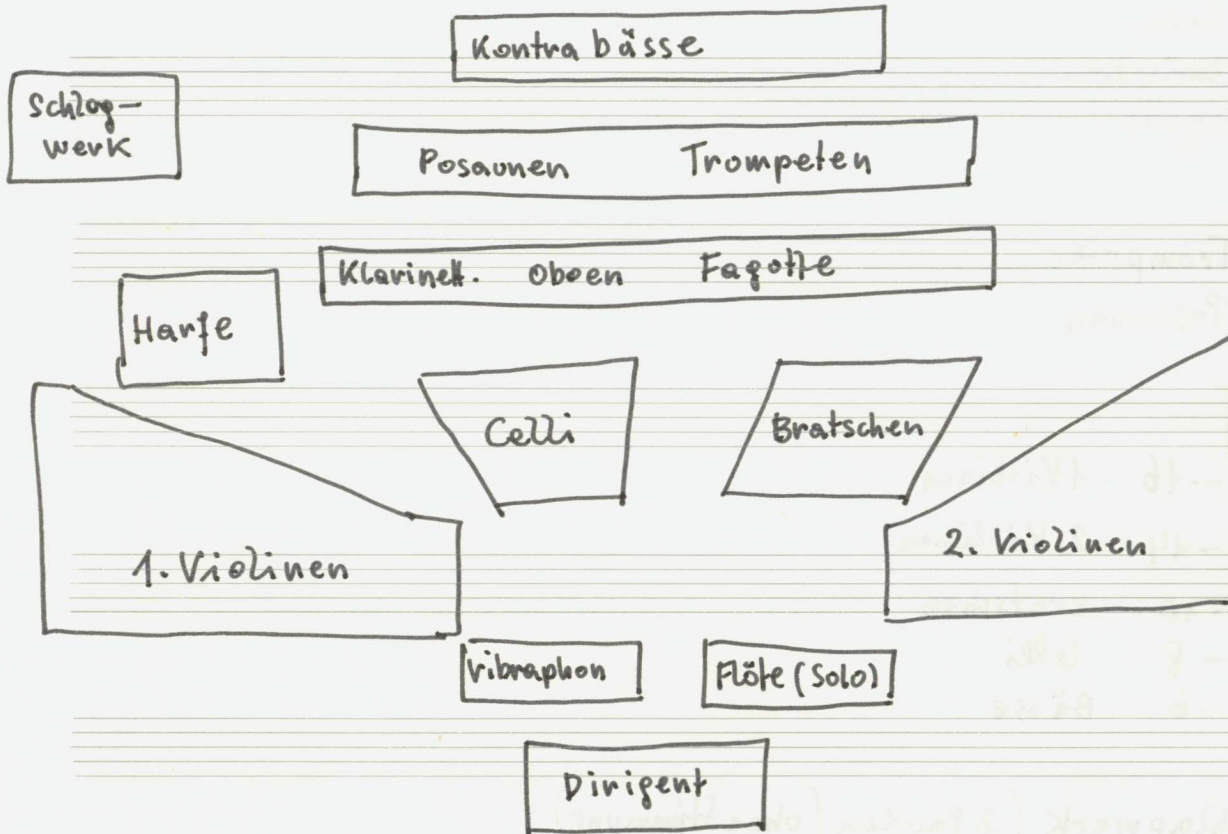 Kontrabässe
Schlag-
werk
Posaunen Trompeten
Klarinett. Oboen Fagotte
Harfe
Celli
Bratschen
1. Violinen
2. Violinen
Vibraphon
Flöte (Solo)
Dirigent